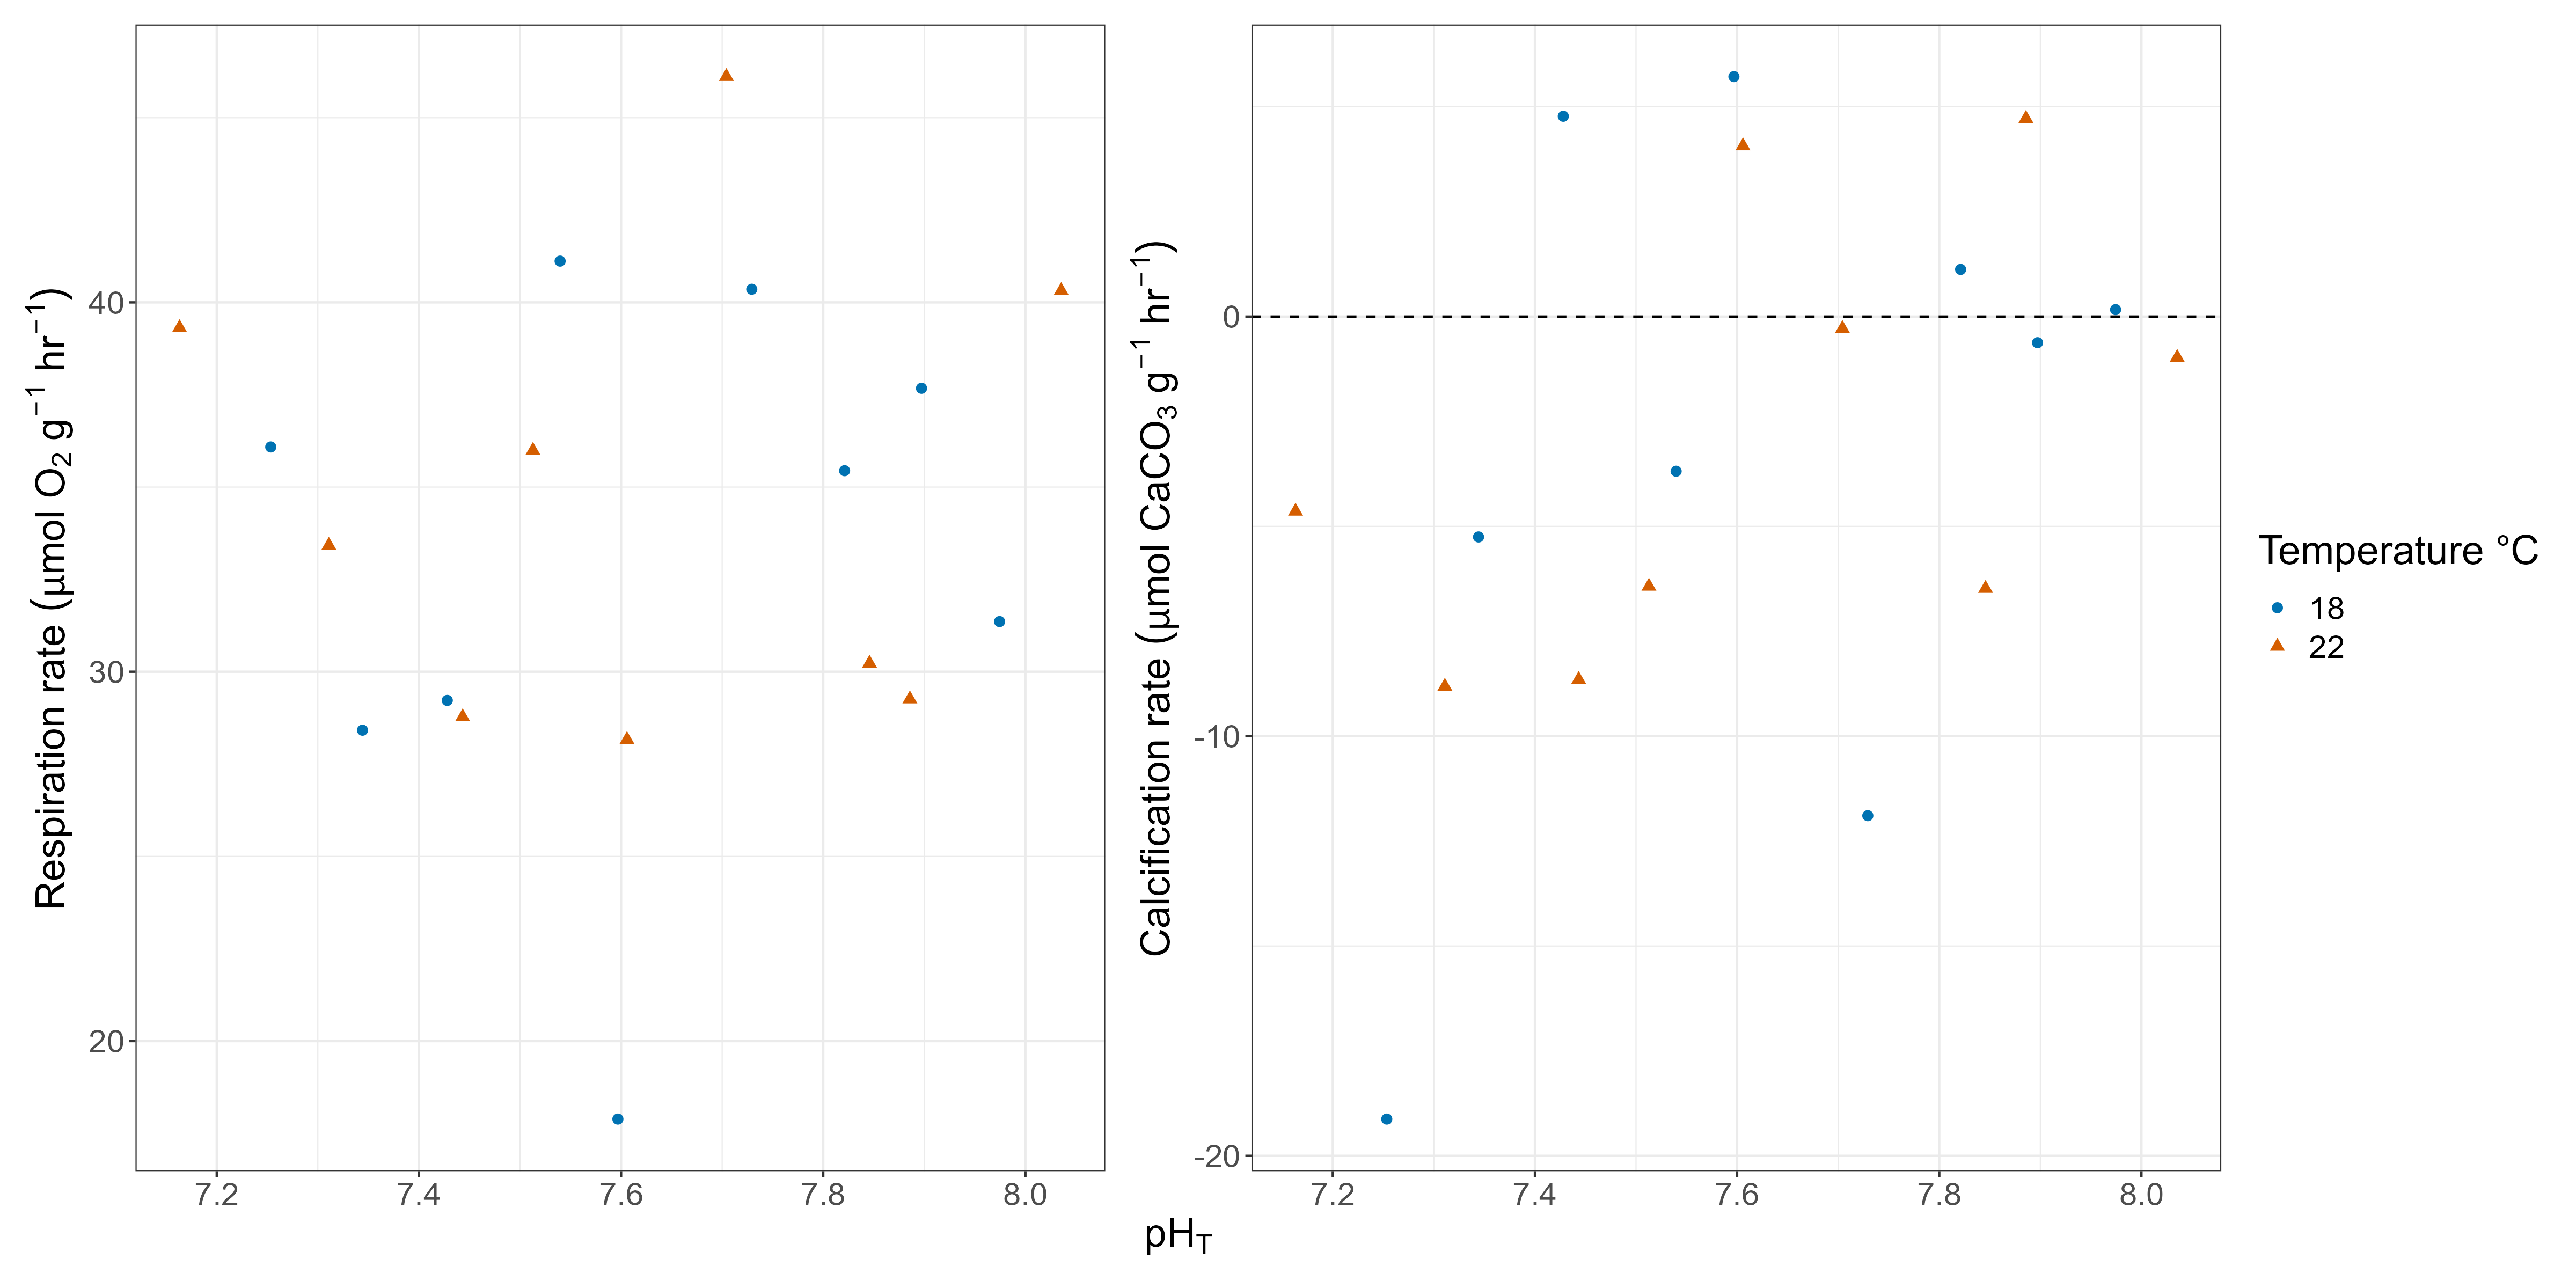 Respiration rate (µmol O₂ g⁻¹ hr⁻¹)
40
30
20
7.2 7.4 7.6 7.8 8.0
Calcification rate (µmol CaCO₃ g⁻¹ hr⁻¹)
0
-10
-20
7.2 7.4 7.6 7.8 8.0
pH_T
Temperature °C
18
22